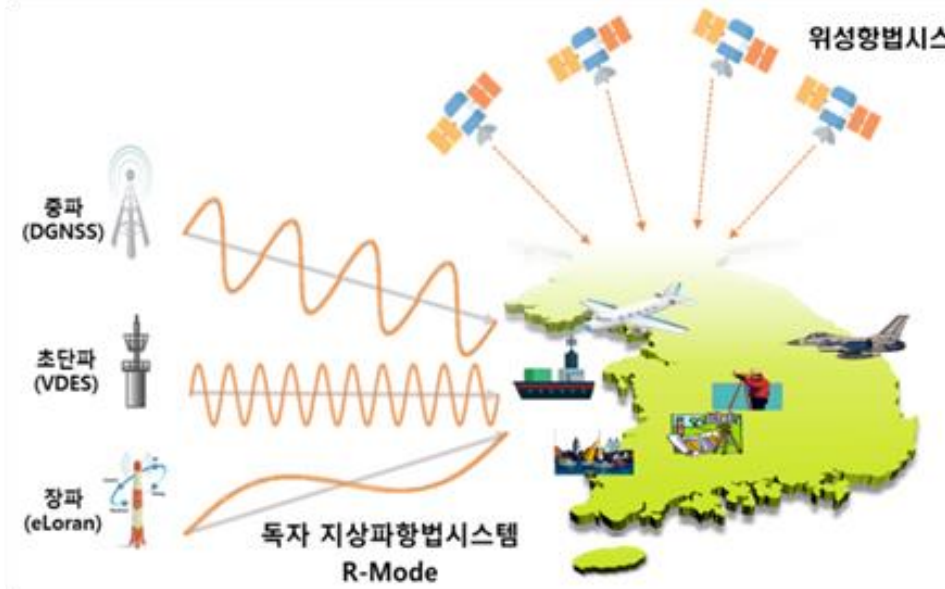 위성항법시스
중파
(DGNSS)
초단파
(VDES)
장파
(eLoran)
독자 지상파항법시스템
R-Mode